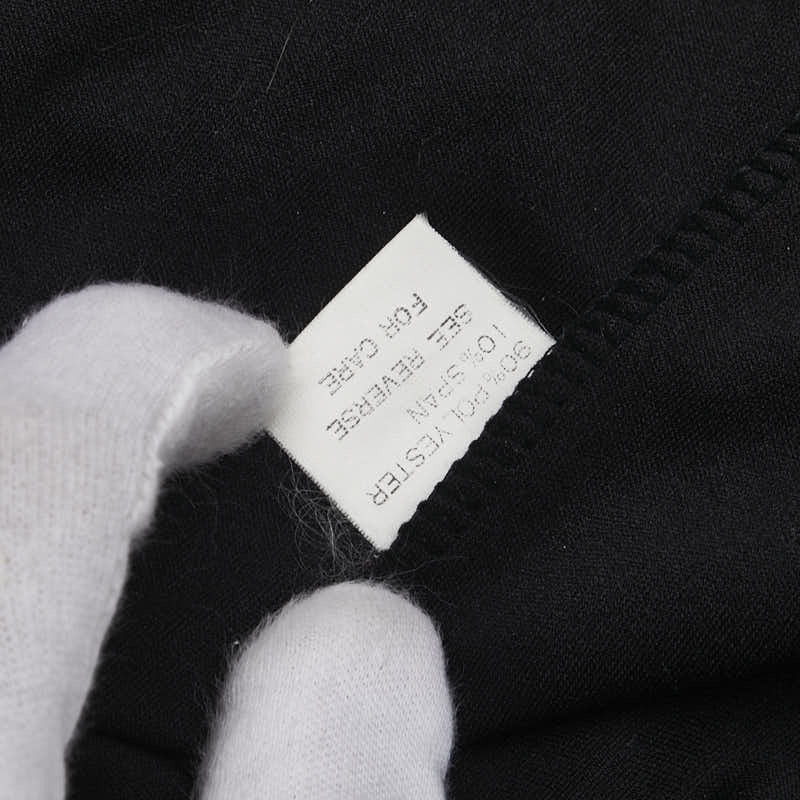 90%POLYESTER
10%SPAN
SEE REVERSE
FOR CARE